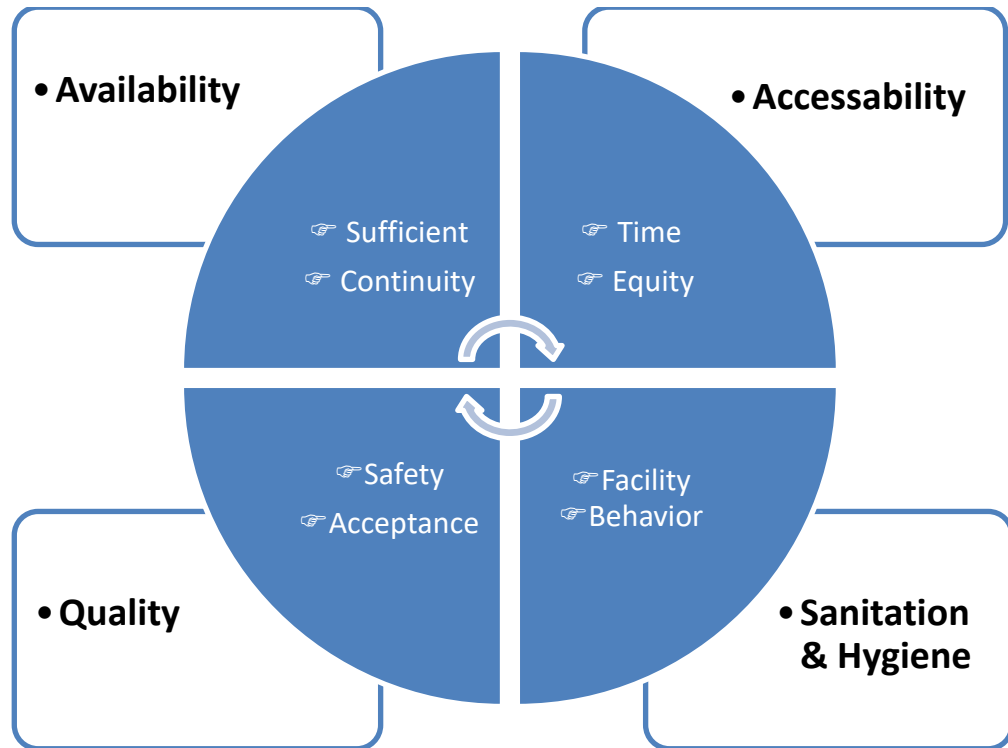 • Availability
• Accessability
☞ Sufficient
☞ Continuity
☞ Time
☞ Equity
☞Safety
☞Acceptance
☞Facility
☞Behavior
• Quality
• Sanitation
& Hygiene